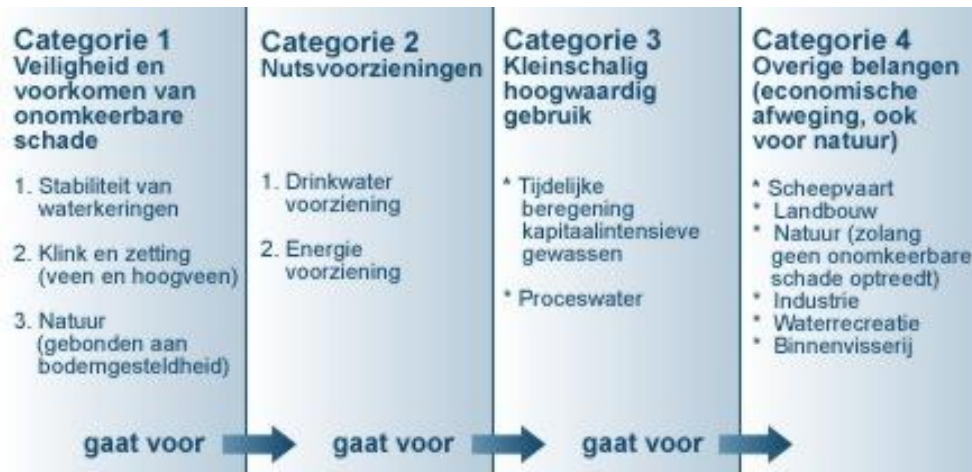 Categorie 1
Veiligheid en
voorkomen van
onomkeerbare
schade
1. Stabiliteit van
waterkeringen
2. Klink en zetting
(veen en hoogveen)
3. Natuur
(gebonden aan
bodemgesteldheid)
gaat voor
Categorie 2
Nutsvoorzieningen
1. Drinkwater
voorziening
2. Energie
voorziening
gaat voor
Categorie 3
Kleinschalig
hoogwaardig
gebruik
* Tijdelijke
beregening
kapitaalintensieve
gewassen
* Proceswater
gaat voor
Categorie 4
Overige belangen
(economische
afweging, ook
voor natuur)
* Scheepvaart
* Landbouw
* Natuur (zolang
geen onomkeerbare
schade optreedt)
* Industrie
* Waterrecreatie
* Binnenvisserij